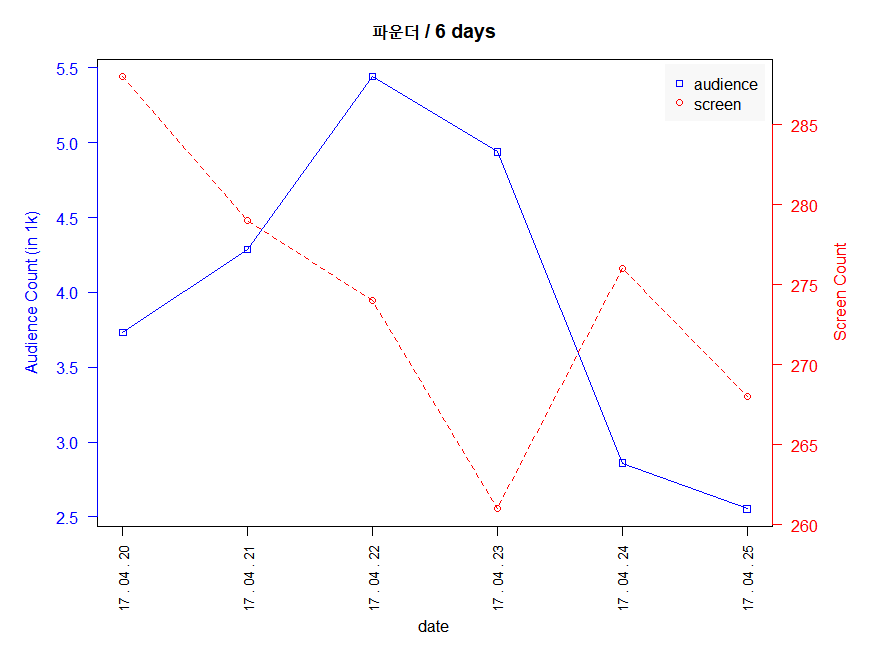 파운더 / 6 days
audience
screen
5.5
5.0
4.5
4.0
3.5
3.0
2.5
Audience Count (in 1k)
285
280
275
270
265
260
Screen Count
17 . 04 . 20
17 . 04 . 21
17 . 04 . 22
17 . 04 . 23
17 . 04 . 24
17 . 04 . 25
date